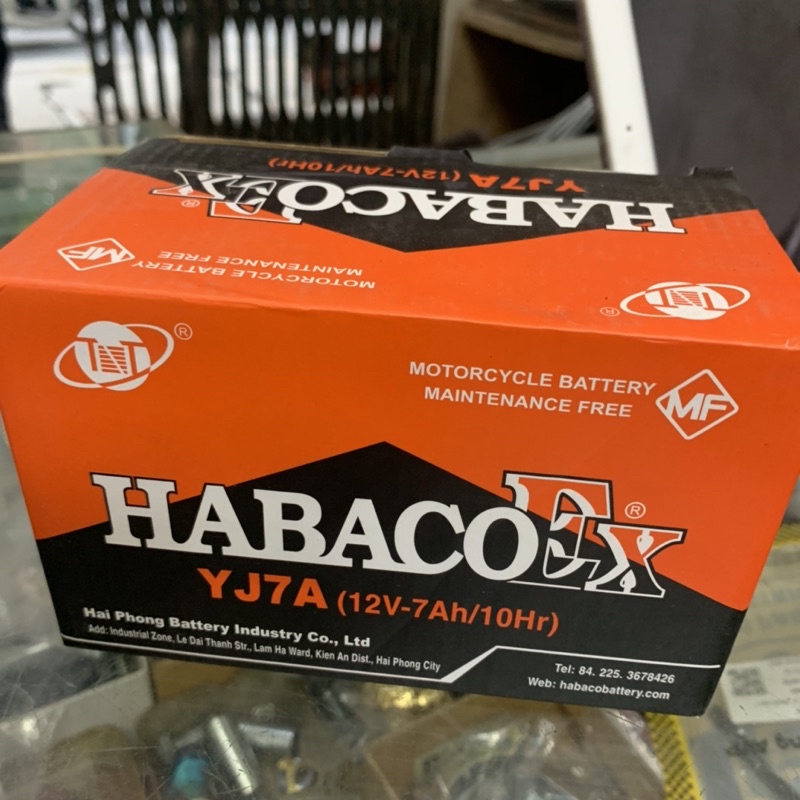 YJ7A (12V-7Ah/10Hr)
HABACOEx®
MOTORCYCLE BATTERY
MAINTENANCE FREE
MF
®
TNT ®
MOTORCYCLE BATTERY
MAINTENANCE FREE
MF
HABACOEx®
YJ7A (12V-7Ah/10Hr)
Hai Phong Battery Industry Co., Ltd
Add: Industrial Zone, Le Dai Thanh Str., Lam Ha Ward, Kien An Dist., Hai Phong City
Tel: 84. 225. 3678426
Web: habacobattery.com